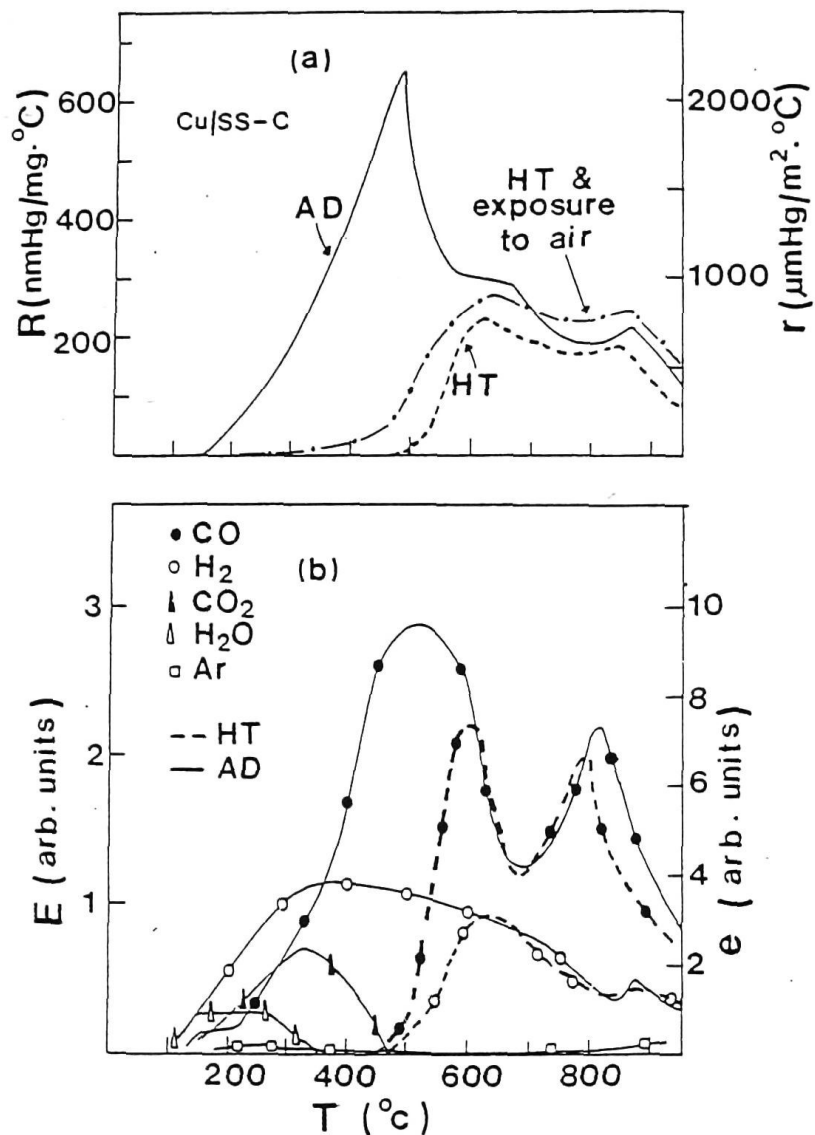 (a)
Cu/SS-C
AD
HT &
exposure
to air
HT
R(nmHg/mg·°C)
600
400
200
r(µmHg/m²·°C)
2000
1000
(b)
CO
H₂
CO₂
H₂O
Ar
HT
AD
E (arb. units)
3
2
1
e (arb. units)
10
8
6
4
2
200 400 600 800
T (°c)